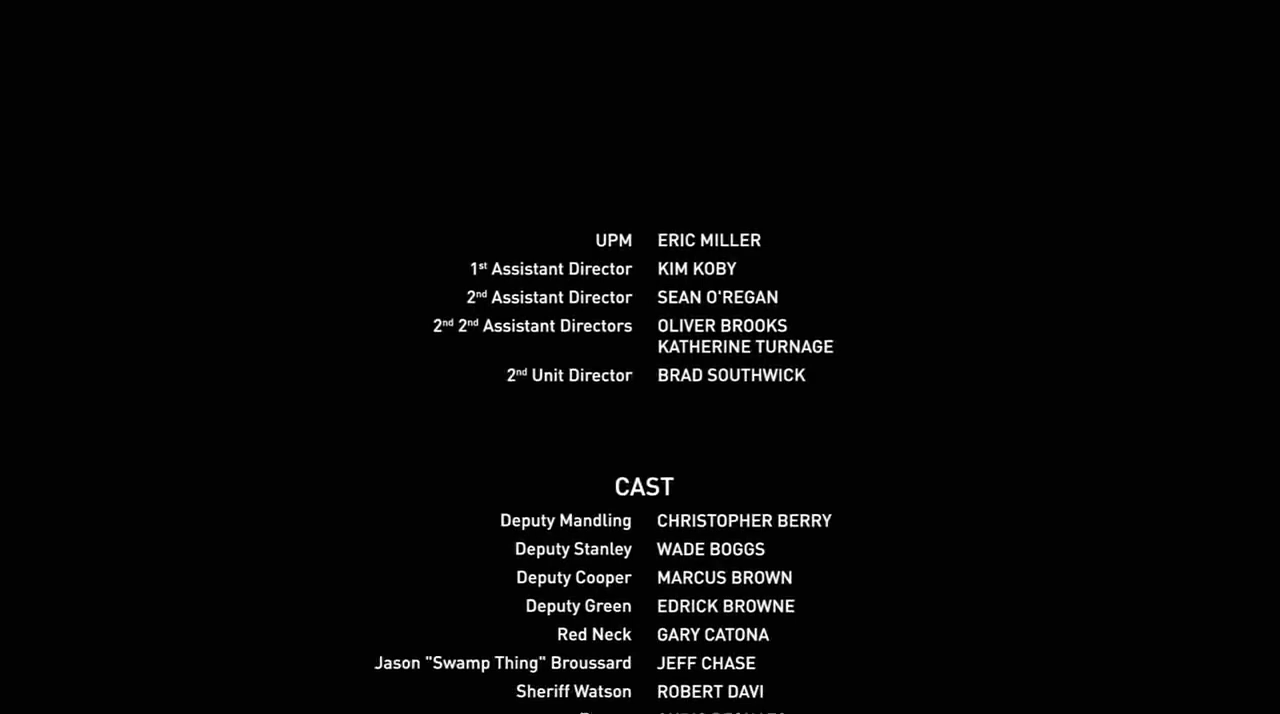 UPM ERIC MILLER
1st Assistant Director KIM KOBY
2nd Assistant Director SEAN O'REGAN
2nd 2nd Assistant Directors OLIVER BROOKS
KATHERINE TURNAGE
2nd Unit Director BRAD SOUTHWICK
CAST
Deputy Mandling CHRISTOPHER BERRY
Deputy Stanley WADE BOGGS
Deputy Cooper MARCUS BROWN
Deputy Green EDRICK BROWNE
Red Neck GARY CATONA
Jason "Swamp Thing" Broussard JEFF CHASE
Sheriff Watson ROBERT DAVI